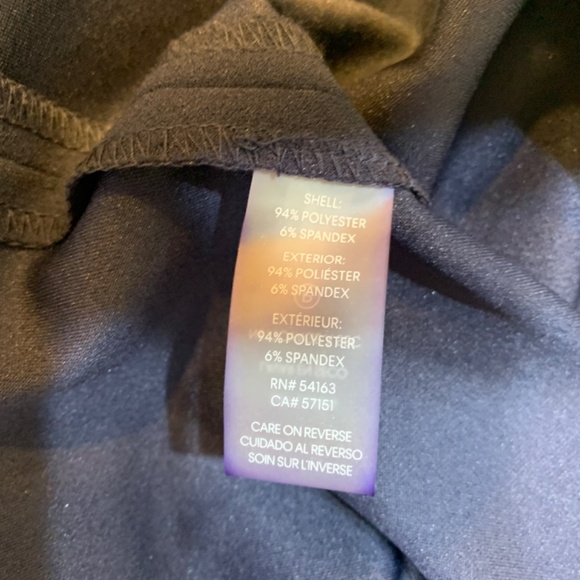 SHELL:
94% POLYESTER
6% SPANDEX
EXTERIOR:
94% POLIÉSTER
6% SPANDEX
EXTÉRIEUR:
94% POLYESTER
6% SPANDEX
RN# 54163
CA# 57151
CARE ON REVERSE
CUIDADO AL REVERSO
SOIN SUR L'INVERSE